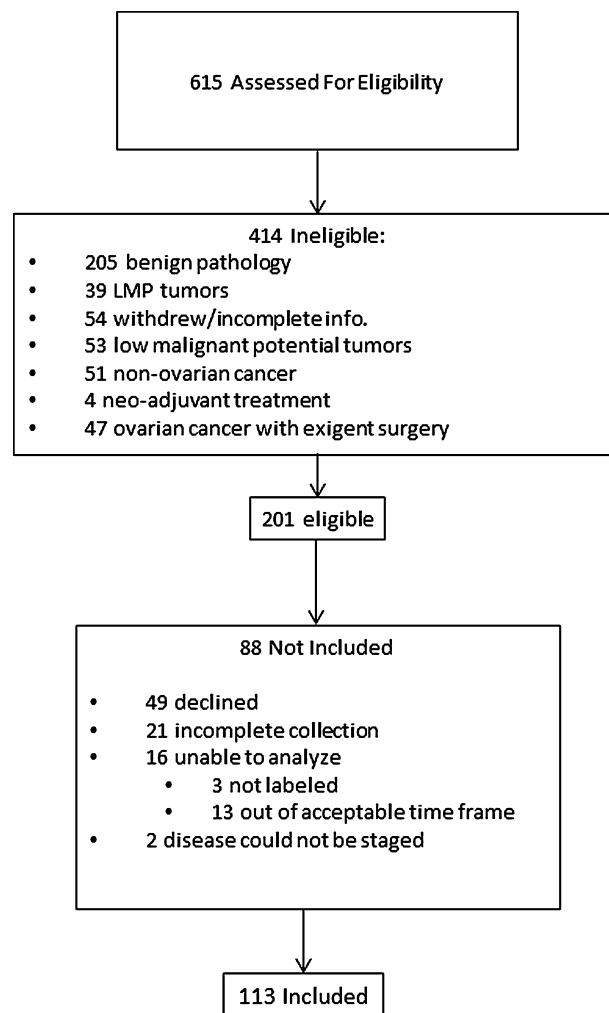 615 Assessed For Eligibility
414 Ineligible:
• 205 benign pathology
• 39 LMP tumors
• 54 withdrew/incomplete info.
• 53 low malignant potential tumors
• 51 non-ovarian cancer
• 4 neo-adjuvant treatment
• 47 ovarian cancer with exigent surgery
201 eligible
88 Not Included
• 49 declined
• 21 incomplete collection
• 16 unable to analyze
• 3 not labeled
• 13 out of acceptable time frame
• 2 disease could not be staged
113 Included